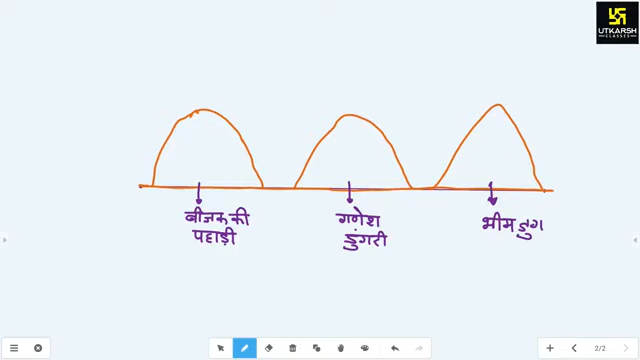 UTKARSH
CLASSES
बीजक की
पहाड़ी
गणेश
डुंगरी
भीम डुंग
2/2